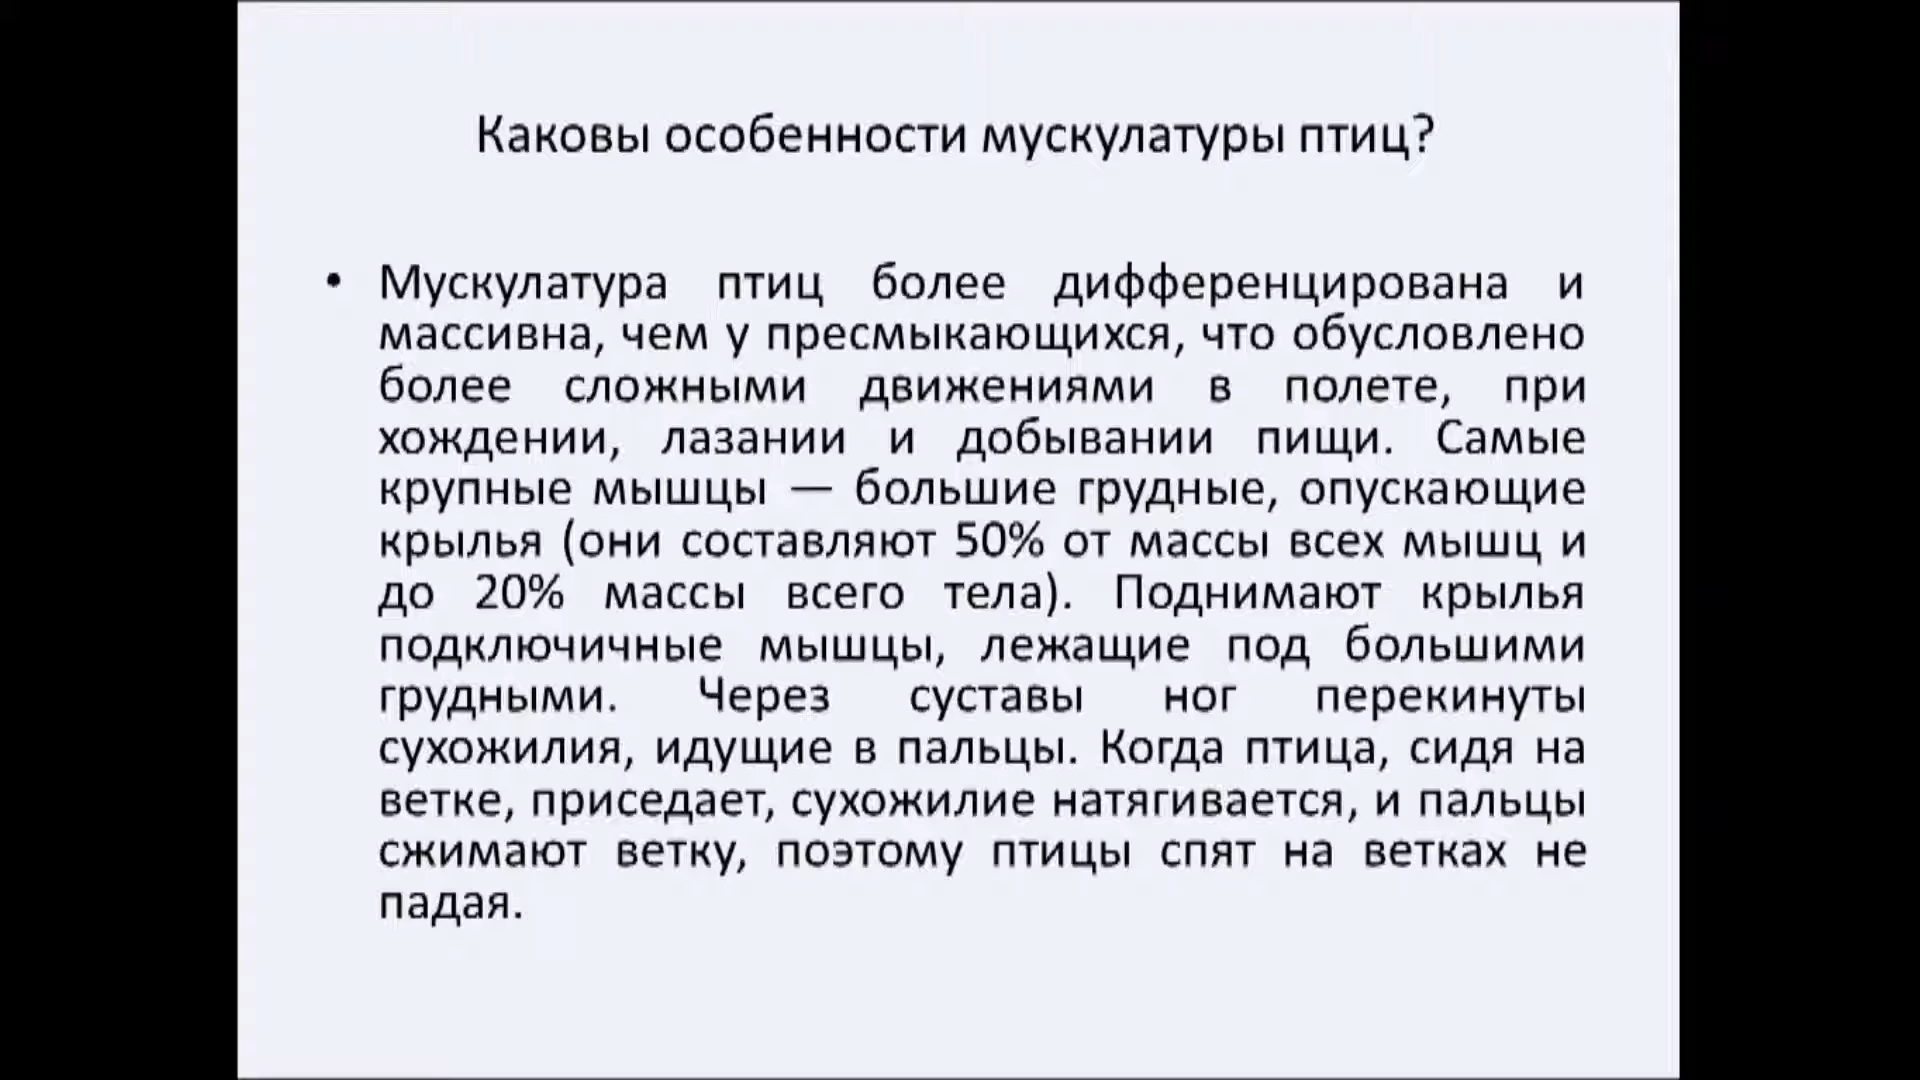 Каковы особенности мускулатуры птиц?
• Мускулатура птиц более дифференцирована и
массивна, чем у пресмыкающихся, что обусловлено
более сложными движениями в полете, при
хождении, лазании и добывании пищи. Самые
крупные мышцы — большие грудные, опускающие
крылья (они составляют 50% от массы всех мышц и
до 20% массы всего тела). Поднимают крылья
подключичные мышцы, лежащие под большими
грудными. Через суставы ног перекинуты
сухожилия, идущие в пальцы. Когда птица, сидя на
ветке, приседает, сухожилие натягивается, и пальцы
сжимают ветку, поэтому птицы спят на ветках не
падая.